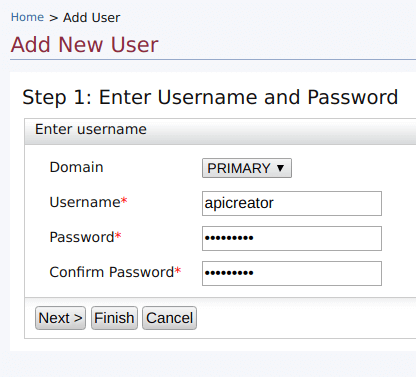 Home > Add User
Add New User
Step 1: Enter Username and Password
Enter username
Domain PRIMARY ▼
Username* apicreator
Password* •••••••••
Confirm Password* •••••••••
Next > Finish Cancel